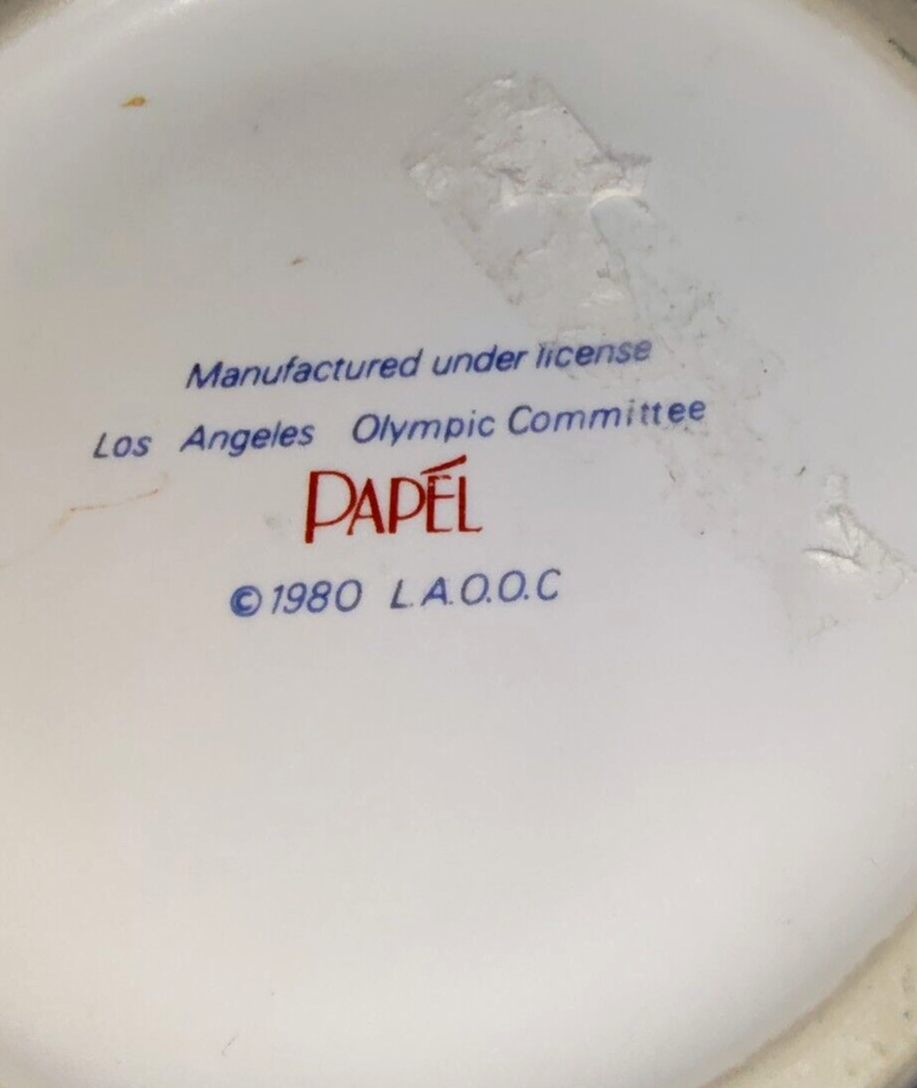 Manufactured under license
Los Angeles Olympic Committee
PAPÉL
©1980 L.A.O.O.C